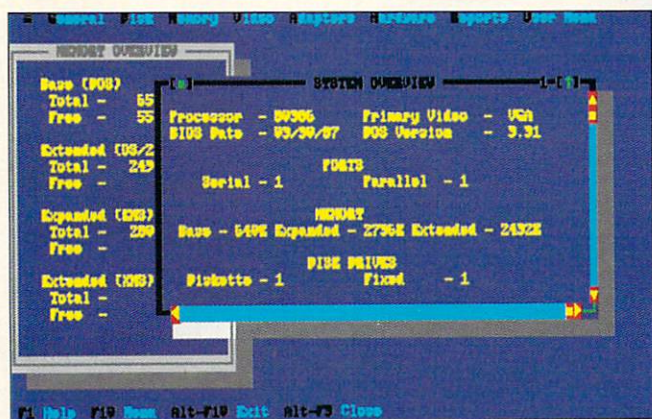 ≡ General Disk Memory Video Adapters Hardware Reports User Menu
MEMORY OVERVIEW
Base (DOS)
Total - 65
Free - 55
Extended (OS/2
Total - 249
Free -
Expanded (EMS)
Total - 280
Free -
Extended (XMS)
Total -
Free -
SYSTEM OVERVIEW
1-[↑]
Processor - 80386 Primary Video - VGA
BIOS Date - 03/30/87 DOS Version - 3.31
PORTS
Serial - 1 Parallel - 1
MEMORY
Base - 640K Expanded - 2736K Extended - 2432K
DISK DRIVES
Diskette - 1 Fixed - 1
F1 Help F10 Menu Alt-F10 Exit Alt-F3 Close